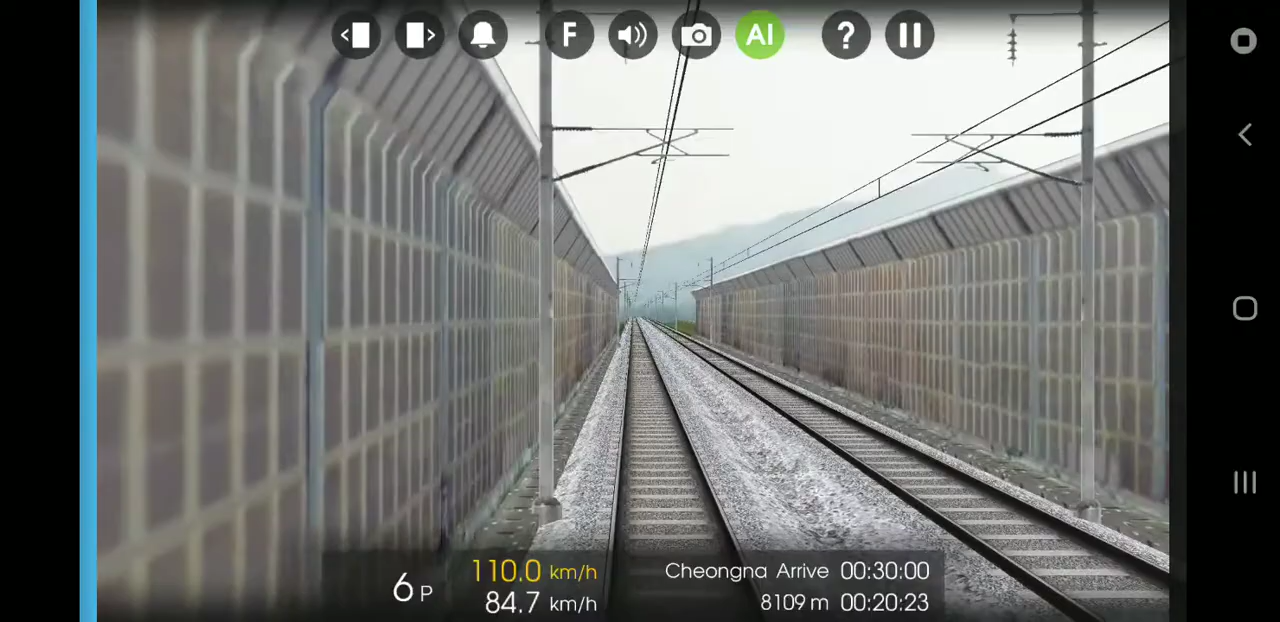 F AI ?
6 P
110.0 km/h
84.7 km/h
Cheongna Arrive 00:30:00
8109 m 00:20:23